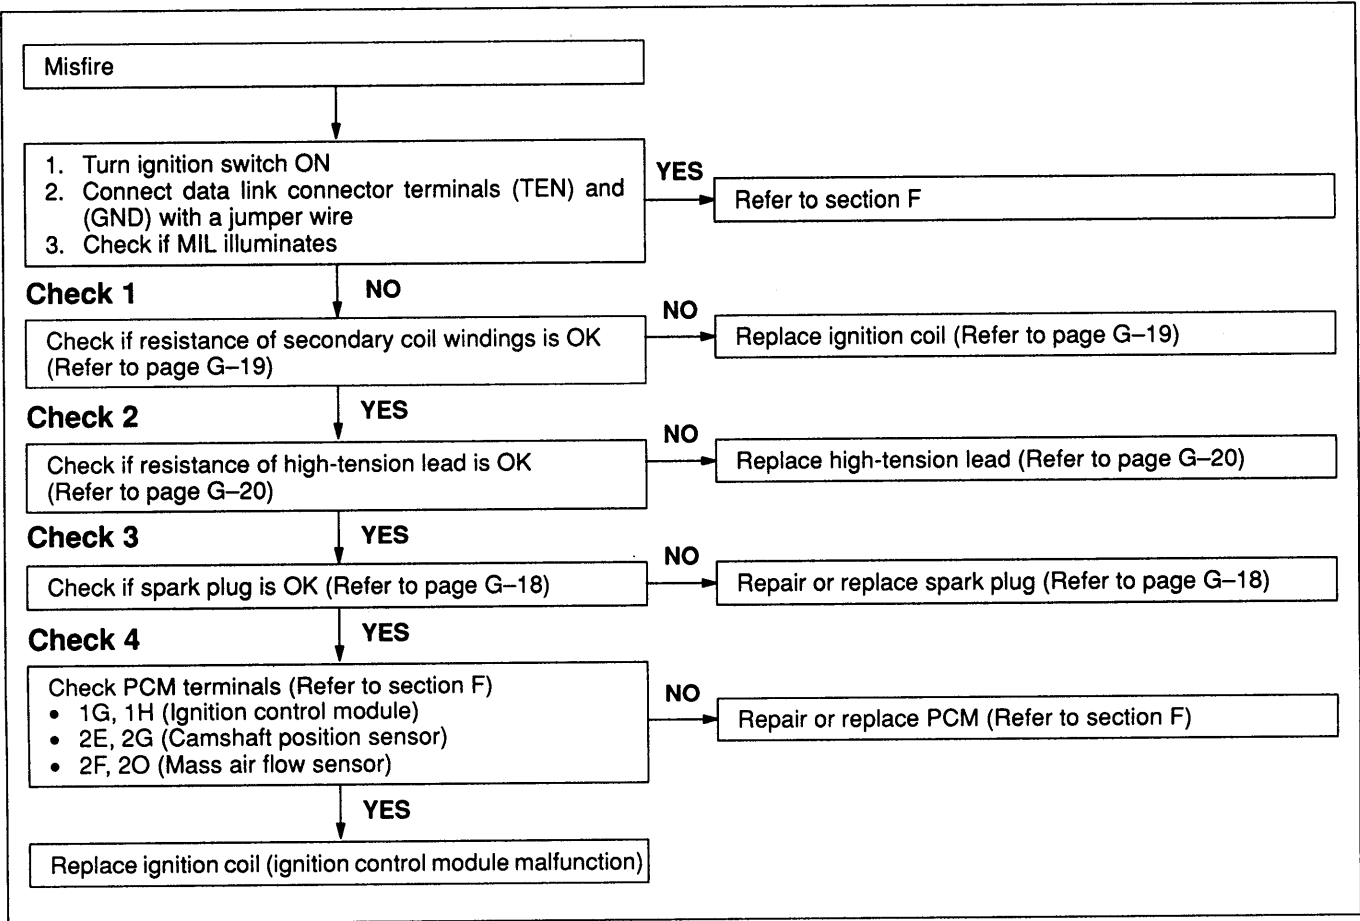 Misfire
1. Turn ignition switch ON
2. Connect data link connector terminals (TEN) and
(GND) with a jumper wire
3. Check if MIL illuminates
YES
Refer to section F
NO
Check 1
Check if resistance of secondary coil windings is OK
(Refer to page G–19)
NO
Replace ignition coil (Refer to page G–19)
YES
Check 2
Check if resistance of high-tension lead is OK
(Refer to page G–20)
NO
Replace high-tension lead (Refer to page G–20)
YES
Check 3
Check if spark plug is OK (Refer to page G–18)
NO
Repair or replace spark plug (Refer to page G–18)
YES
Check 4
Check PCM terminals (Refer to section F)
• 1G, 1H (Ignition control module)
• 2E, 2G (Camshaft position sensor)
• 2F, 2O (Mass air flow sensor)
NO
Repair or replace PCM (Refer to section F)
YES
Replace ignition coil (ignition control module malfunction)